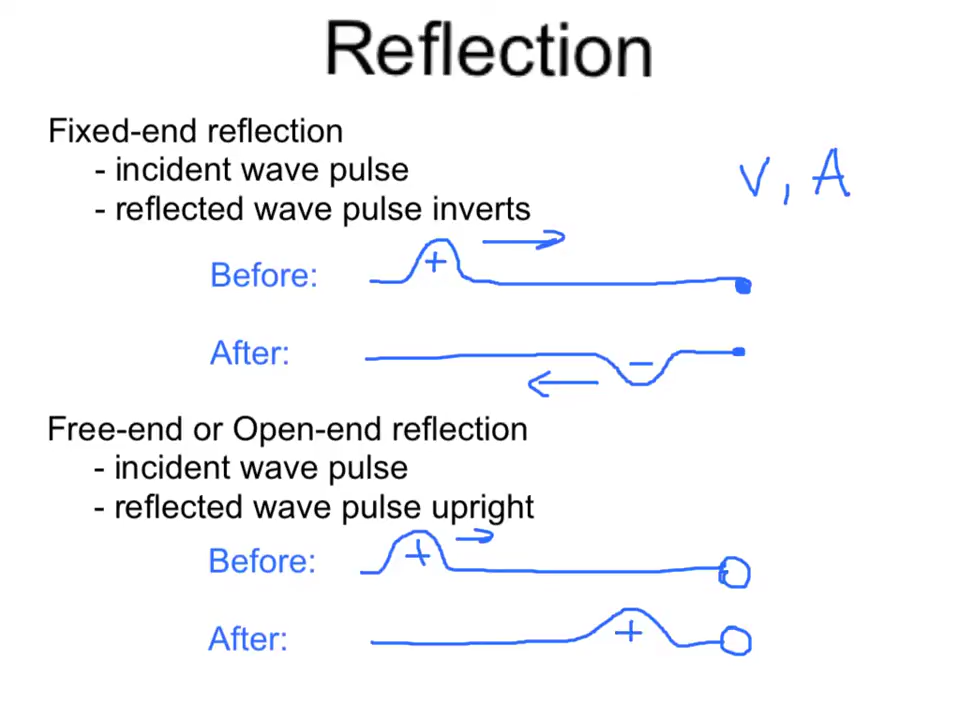 Reflection
Fixed-end reflection
- incident wave pulse
- reflected wave pulse inverts
v, A
Before:
+
After:
−
Free-end or Open-end reflection
- incident wave pulse
- reflected wave pulse upright
Before:
+
After:
+